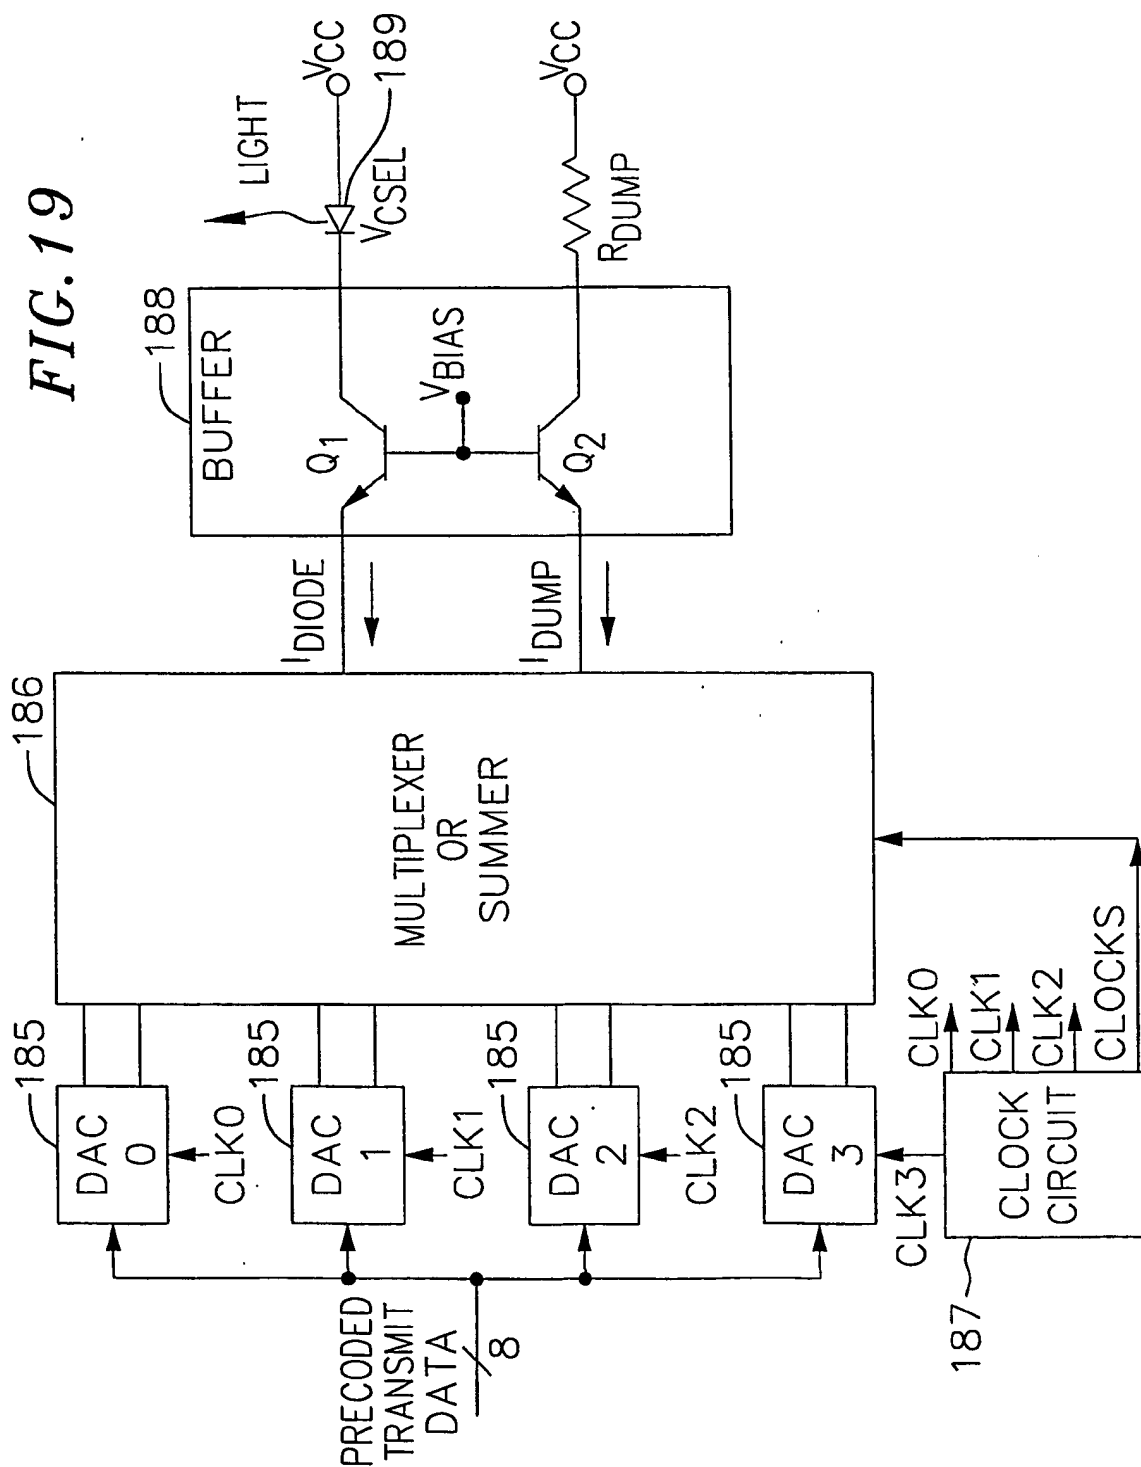 FIG. 19
PRECODED
TRANSMIT
DATA
8
185
DAC
0
CLK0
185
DAC
1
CLK1
185
DAC
2
CLK2
185
DAC
3
CLK3
187
CLOCK
CIRCUIT
CLK0
CLK1
CLK2
CLOCKS
186
MULTIPLEXER
OR
SUMMER
IDIODE
IDUMP
188
BUFFER
Q1
VBIAS
Q2
LIGHT
VCSEL
189
VCC
RDUMP
VCC